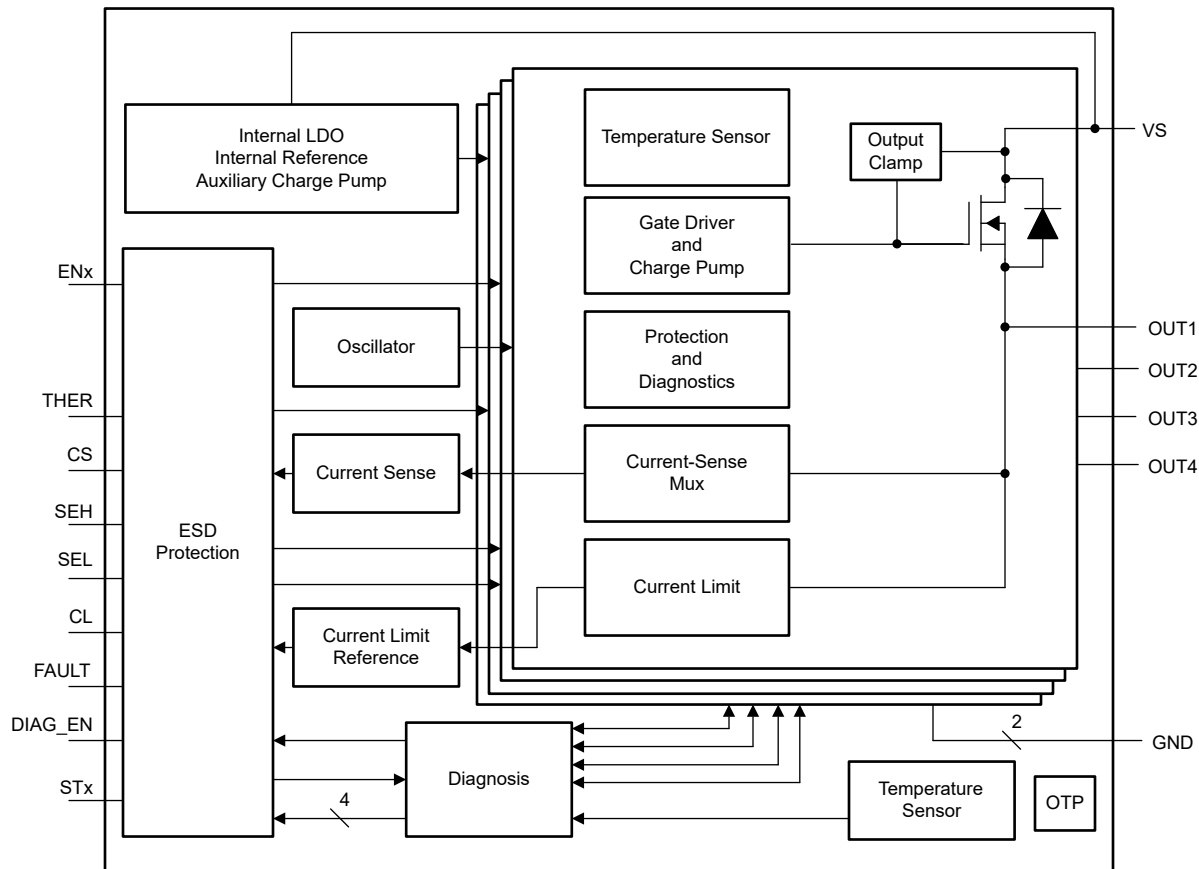 Internal LDO
Internal Reference
Auxiliary Charge Pump
Temperature Sensor
Output
Clamp
VS
Gate Driver
and
Charge Pump
ENx
Oscillator
Protection
and
Diagnostics
OUT1
OUT2
OUT3
OUT4
THER
CS
SEH
SEL
CL
FAULT
DIAG_EN
STx
ESD
Protection
Current Sense
Current-Sense
Mux
Current Limit
Current Limit
Reference
Diagnosis
4
2
GND
Temperature
Sensor
OTP